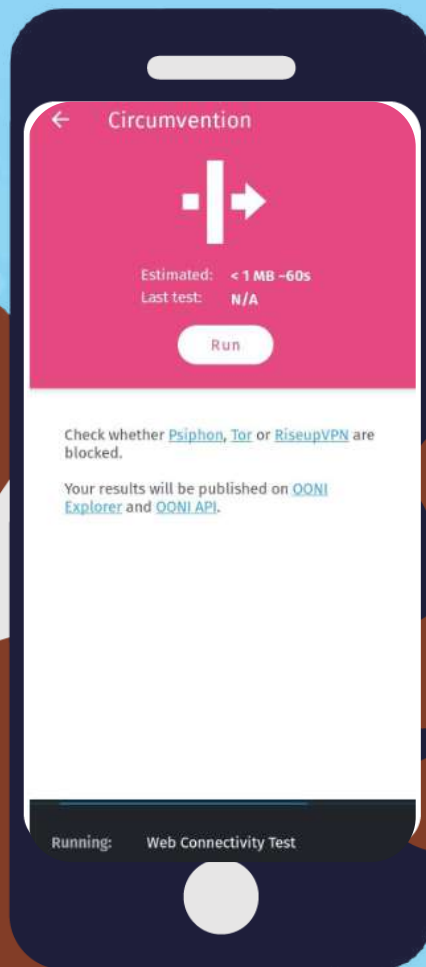 Circumvention
Estimated: < 1 MB ~60s
Last test: N/A
Run
Check whether Psiphon, Tor or RiseupVPN are
blocked.
Your results will be published on OONI
Explorer and OONI API.
Running: Web Connectivity Test